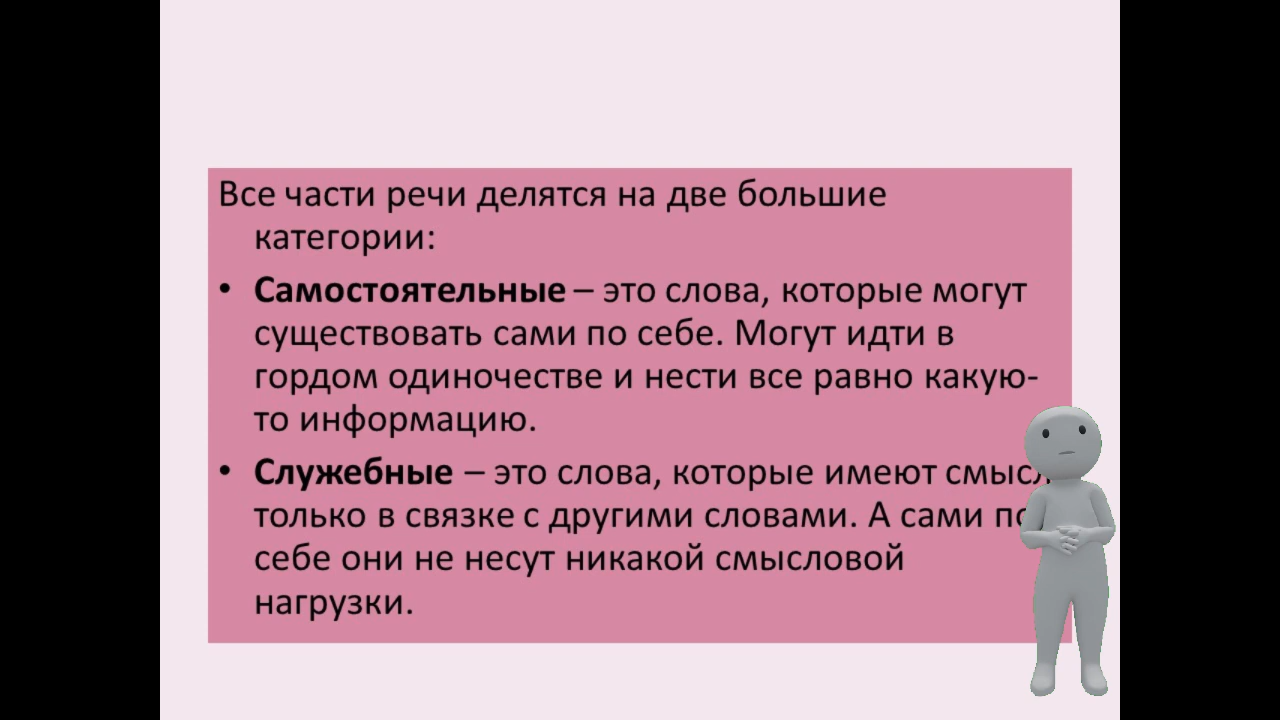 Все части речи делятся на две большие
категории:
• Самостоятельные – это слова, которые могут
существовать сами по себе. Могут идти в
гордом одиночестве и нести все равно какую-
то информацию.
• Служебные – это слова, которые имеют смысл
только в связке с другими словами. А сами по
себе они не несут никакой смысловой
нагрузки.